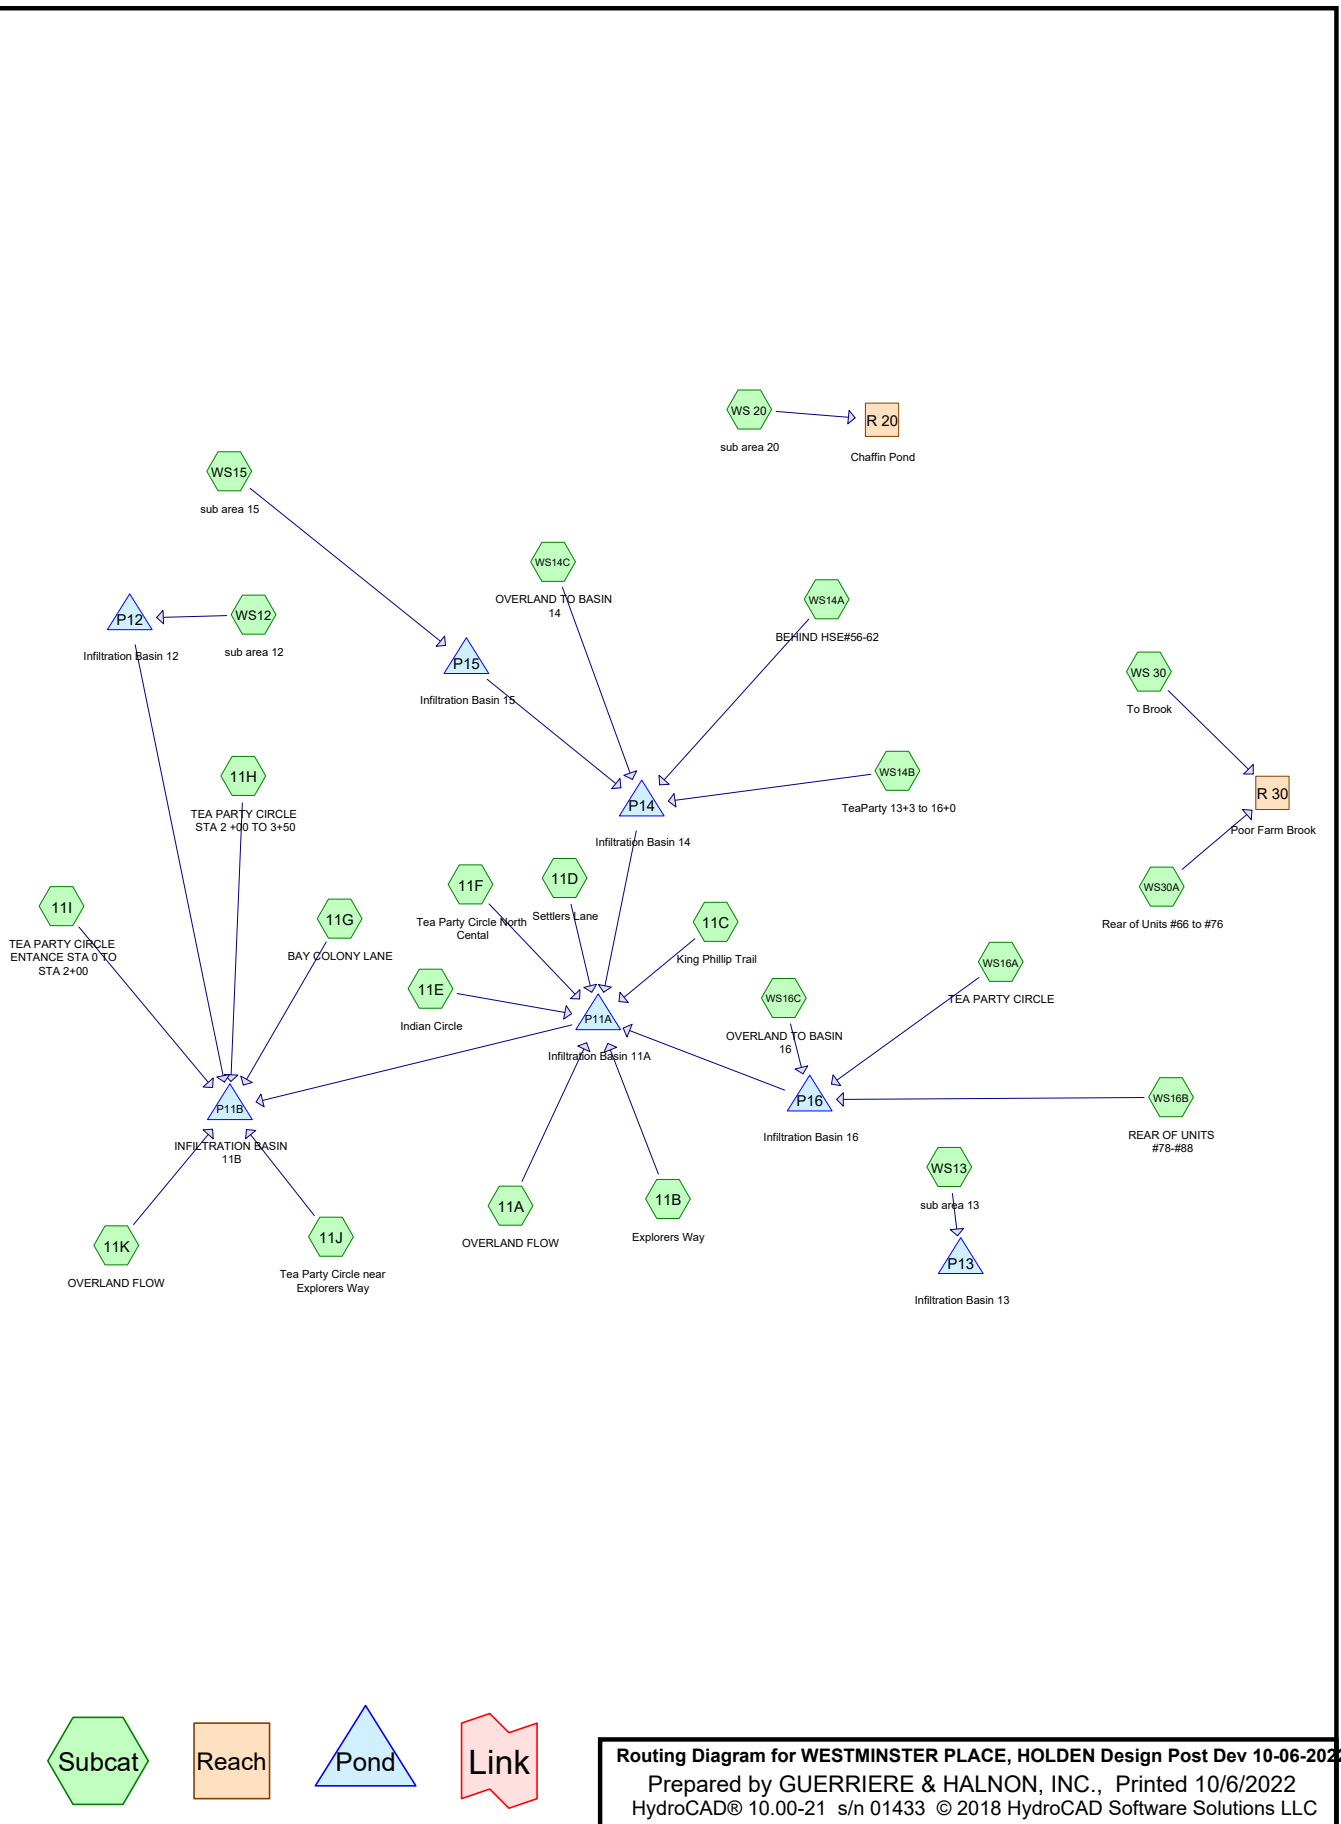 WS 20
sub area 20
R 20
Chaffin Pond
WS15
sub area 15
WS14C
OVERLAND TO BASIN
14
WS14A
BEHIND HSE#56-62
P12
Infiltration Basin 12
WS12
sub area 12
P15
Infiltration Basin 15
WS 30
To Brook
11H
TEA PARTY CIRCLE
STA 2 +00 TO 3+50
P14
Infiltration Basin 14
WS14B
TeaParty 13+3 to 16+0
R 30
Poor Farm Brook
11I
TEA PARTY CIRCLE
ENTANCE STA 0 TO
STA 2+00
11G
BAY COLONY LANE
11F
Tea Party Circle North
Cental
11D
Settlers Lane
11C
King Phillip Trail
WS30A
Rear of Units #66 to #76
11E
Indian Circle
P11A
Infiltration Basin 11A
WS16C
OVERLAND TO BASIN
16
WS16A
TEA PARTY CIRCLE
P11B
INFILTRATION BASIN
11B
P16
Infiltration Basin 16
WS16B
REAR OF UNITS
#78-#88
11K
OVERLAND FLOW
11J
Tea Party Circle near
Explorers Way
11A
OVERLAND FLOW
11B
Explorers Way
WS13
sub area 13
P13
Infiltration Basin 13
Subcat
Reach
Pond
Link
Routing Diagram for WESTMINSTER PLACE, HOLDEN Design Post Dev 10-06-2022
Prepared by GUERRIERE & HALNON, INC., Printed 10/6/2022
HydroCAD® 10.00-21 s/n 01433 © 2018 HydroCAD Software Solutions LLC